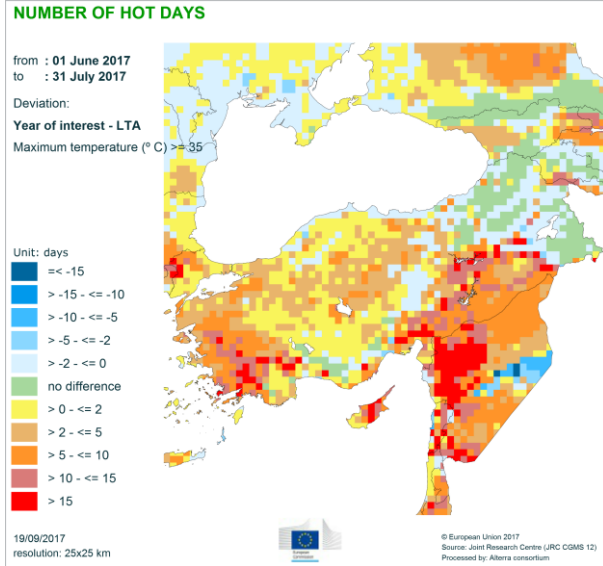 NUMBER OF HOT DAYS
from : 01 June 2017
to : 31 July 2017
Deviation:
Year of interest - LTA
Maximum temperature (º C) >= 35
Unit: days
=< -15
> -15 - <= -10
> -10 - <= -5
> -5 - <= -2
> -2 - <= 0
no difference
> 0 - <= 2
> 2 - <= 5
> 5 - <= 10
> 10 - <= 15
> 15
19/09/2017
resolution: 25x25 km
European
Commission
© European Union 2017
Source: Joint Research Centre (JRC CGMS 12)
Processed by: Alterra consortium